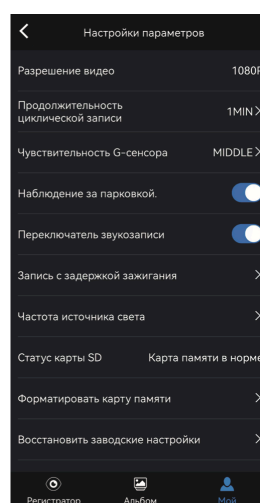 Настройки параметров
Разрешение видео 1080P
Продолжительность
циклической записи 1MIN
Чувствительность G-сенсора MIDDLE
Наблюдение за парковкой.
Переключатель звукозаписи
Запись с задержкой зажигания
Частота источника света
Статус карты SD Карта памяти в норме
Форматировать карту памяти
Восстановить заводские настройки
Регистратор Альбом Мой